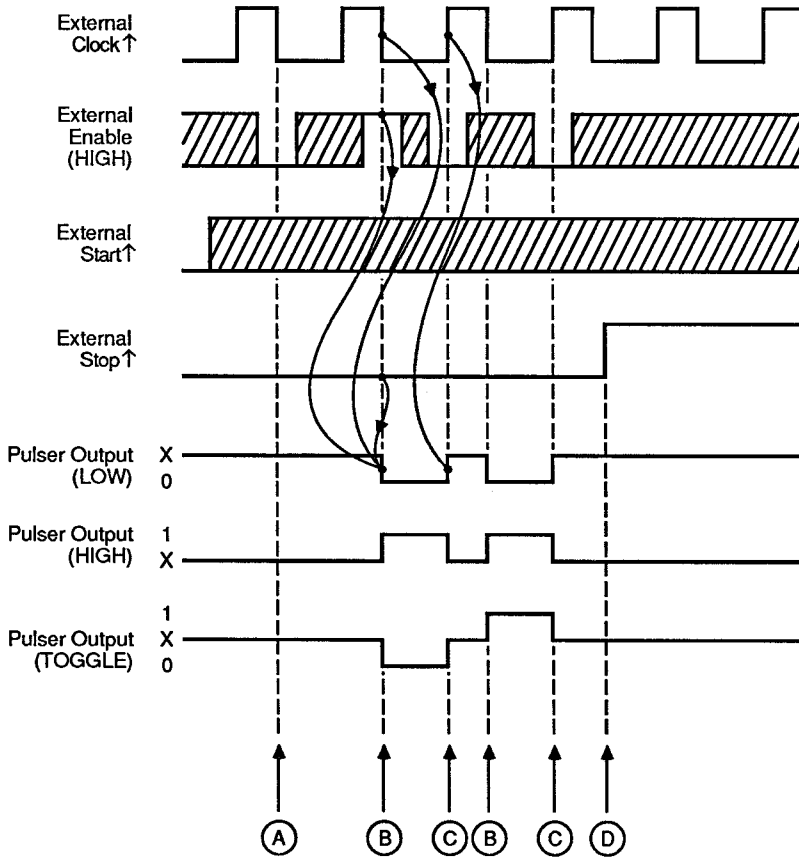 External
Clock↑
External
Enable
(HIGH)
External
Start↑
External
Stop↑
Pulser Output X
(LOW) 0
Pulser Output 1
(HIGH) X
1
Pulser Output X
(TOGGLE) 0
A B C B C D